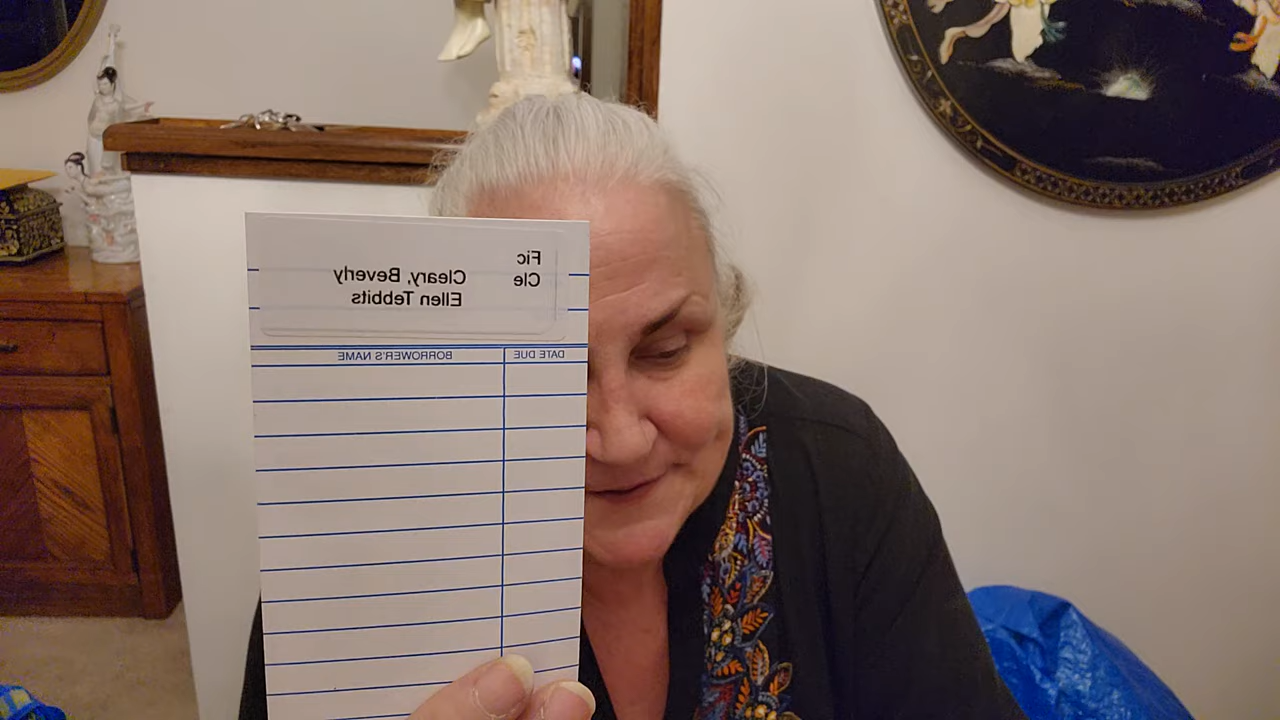 Fic
Cle
Cleary, Beverly
Ellen Tebbits
DATE DUE
BORROWER'S NAME